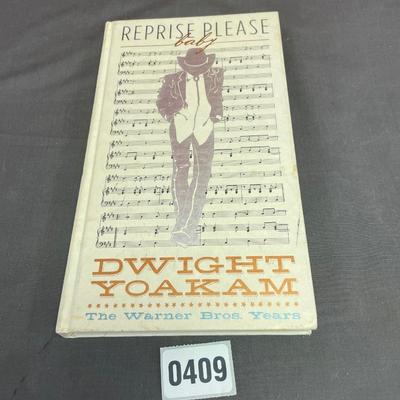 REPRISE PLEASE
baby
DWIGHT
YOAKAM
The Warner Bros. Years
0409